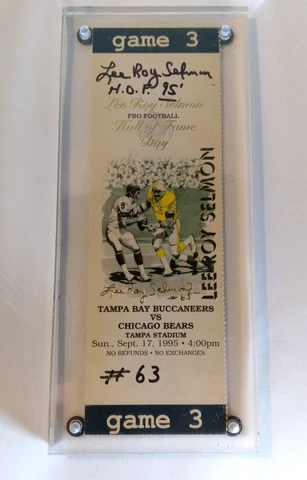 game 3
Lee Roy Selmon
H.O.F. 95'
Lee Roy Selmon
PRO FOOTBALL
Hall of Fame
Day
LEE ROY SELMON
Lee Roy Selmon
#63
TAMPA BAY BUCCANEERS
VS
CHICAGO BEARS
TAMPA STADIUM
Sun., Sept. 17, 1995 • 4:00pm
NO REFUNDS • NO EXCHANGES
# 63
game 3